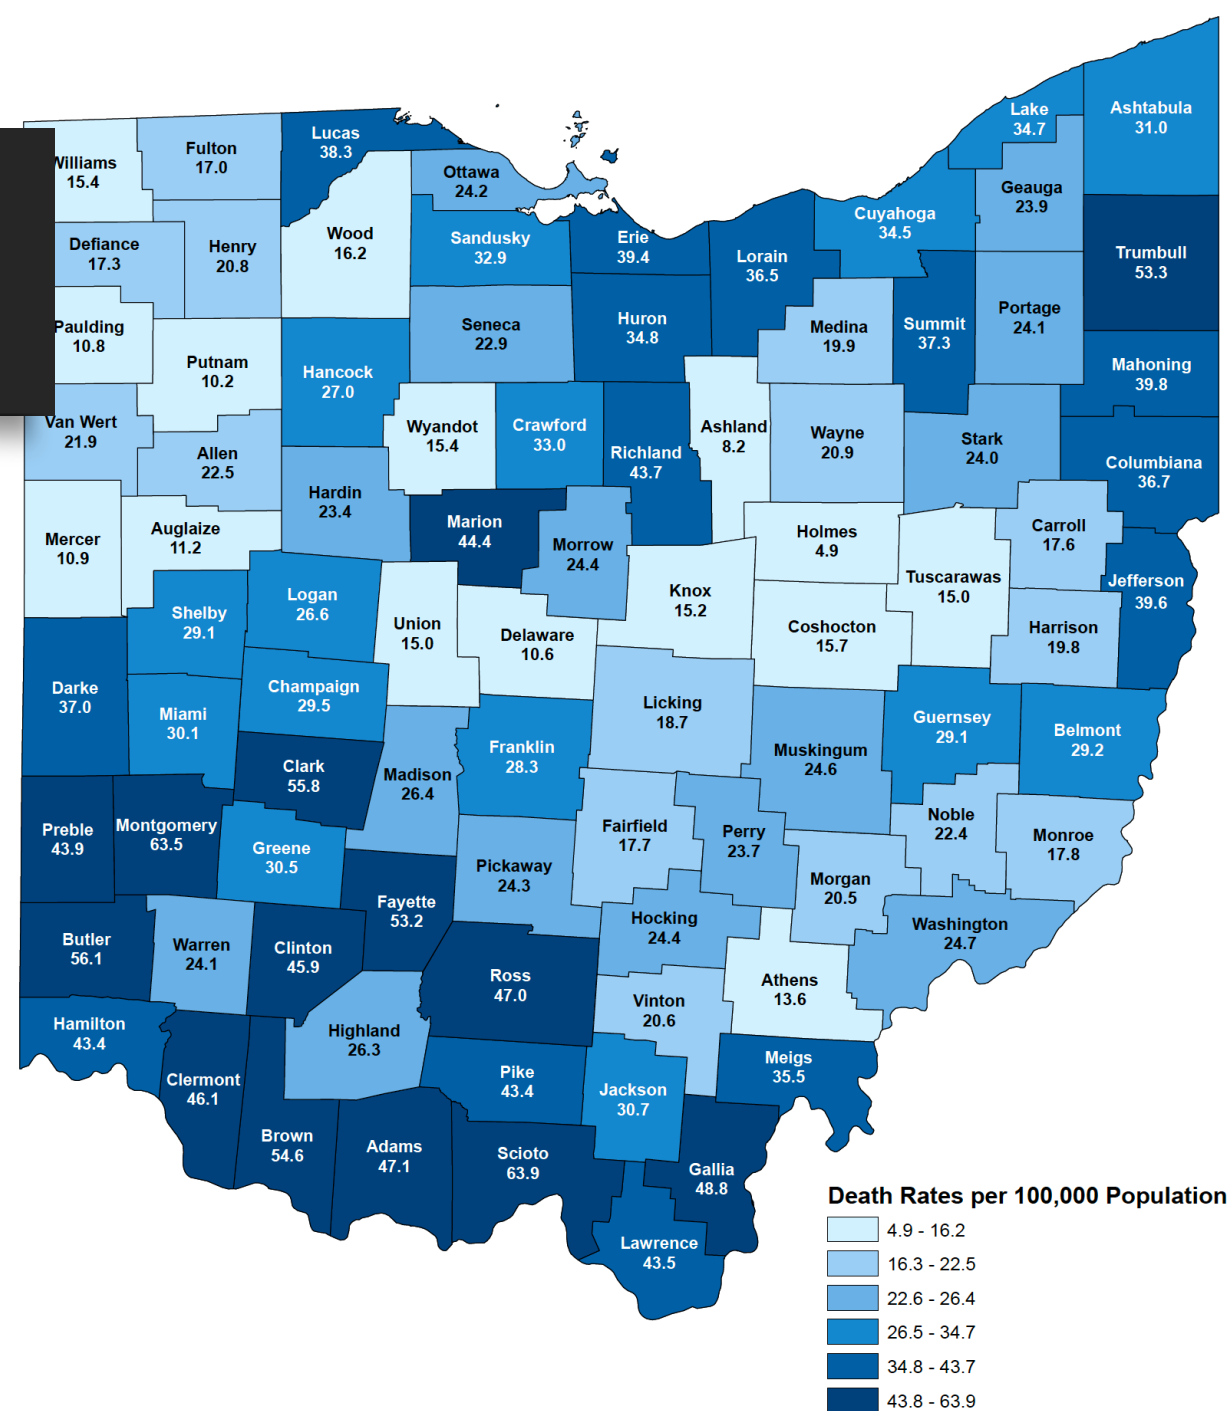 Lake
34.7
Ashtabula
31.0
Lucas
38.3
Fulton
17.0
Williams
15.4
Ottawa
24.2
Geauga
23.9
Cuyahoga
34.5
Wood
16.2
Sandusky
32.9
Erie
39.4
Lorain
36.5
Trumbull
53.3
Defiance
17.3
Henry
20.8
Paulding
10.8
Putnam
10.2
Hancock
27.0
Seneca
22.9
Huron
34.8
Medina
19.9
Summit
37.3
Portage
24.1
Mahoning
39.8
Van Wert
21.9
Allen
22.5
Wyandot
15.4
Crawford
33.0
Richland
43.7
Ashland
8.2
Wayne
20.9
Stark
24.0
Columbiana
36.7
Hardin
23.4
Mercer
10.9
Auglaize
11.2
Marion
44.4
Morrow
24.4
Holmes
4.9
Carroll
17.6
Tuscarawas
15.0
Jefferson
39.6
Shelby
29.1
Logan
26.6
Union
15.0
Delaware
10.6
Knox
15.2
Coshocton
15.7
Harrison
19.8
Darke
37.0
Miami
30.1
Champaign
29.5
Licking
18.7
Guernsey
29.1
Belmont
29.2
Clark
55.8
Madison
26.4
Franklin
28.3
Muskingum
24.6
Preble
43.9
Montgomery
63.5
Greene
30.5
Fairfield
17.7
Perry
23.7
Noble
22.4
Monroe
17.8
Pickaway
24.3
Morgan
20.5
Fayette
53.2
Hocking
24.4
Washington
24.7
Butler
56.1
Warren
24.1
Clinton
45.9
Ross
47.0
Athens
13.6
Vinton
20.6
Hamilton
43.4
Highland
26.3
Clermont
46.1
Pike
43.4
Jackson
30.7
Meigs
35.5
Brown
54.6
Adams
47.1
Scioto
63.9
Gallia
48.8
Lawrence
43.5
Death Rates per 100,000 Population
4.9 - 16.2
16.3 - 22.5
22.6 - 26.4
26.5 - 34.7
34.8 - 43.7
43.8 - 63.9